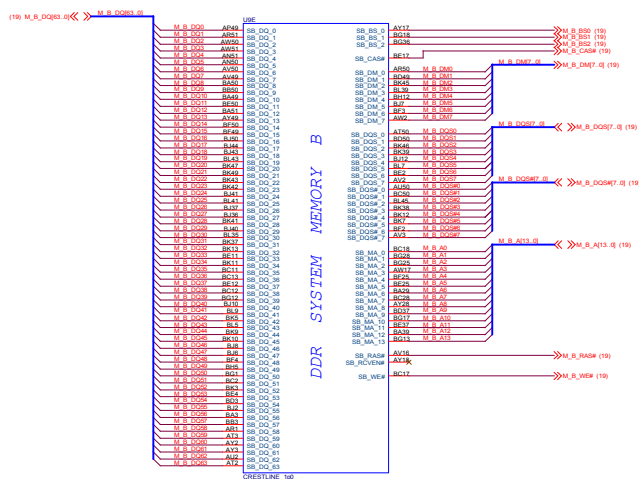 (19) M_B_DQ[63..0] M_B_DQ[63..0]
U9E
M_B_DQ0 AP49 SB_DQ_0
M_B_DQ1 AR51 SB_DQ_1
M_B_DQ2 AW50 SB_DQ_2
M_B_DQ3 AW51 SB_DQ_3
M_B_DQ4 AN51 SB_DQ_4
M_B_DQ5 AN50 SB_DQ_5
M_B_DQ6 AV50 SB_DQ_6
M_B_DQ7 AV49 SB_DQ_7
M_B_DQ8 BA50 SB_DQ_8
M_B_DQ9 BB50 SB_DQ_9
M_B_DQ10 BA49 SB_DQ_10
M_B_DQ11 BE50 SB_DQ_11
M_B_DQ12 BA51 SB_DQ_12
M_B_DQ13 AY49 SB_DQ_13
M_B_DQ14 BF50 SB_DQ_14
M_B_DQ15 BF49 SB_DQ_15
M_B_DQ16 BJ50 SB_DQ_16
M_B_DQ17 BJ44 SB_DQ_17
M_B_DQ18 BJ43 SB_DQ_18
M_B_DQ19 BL43 SB_DQ_19
M_B_DQ20 BK47 SB_DQ_20
M_B_DQ21 BK49 SB_DQ_21
M_B_DQ22 BK43 SB_DQ_22
M_B_DQ23 BK42 SB_DQ_23
M_B_DQ24 BJ41 SB_DQ_24
M_B_DQ25 BL41 SB_DQ_25
M_B_DQ26 BJ37 SB_DQ_26
M_B_DQ27 BJ36 SB_DQ_27
M_B_DQ28 BK41 SB_DQ_28
M_B_DQ29 BJ40 SB_DQ_29
M_B_DQ30 BL35 SB_DQ_30
M_B_DQ31 BK37 SB_DQ_31
M_B_DQ32 BK13 SB_DQ_32
M_B_DQ33 BE11 SB_DQ_33
M_B_DQ34 BK11 SB_DQ_34
M_B_DQ35 BC11 SB_DQ_35
M_B_DQ36 BC13 SB_DQ_36
M_B_DQ37 BE12 SB_DQ_37
M_B_DQ38 BC12 SB_DQ_38
M_B_DQ39 BG12 SB_DQ_39
M_B_DQ40 BJ10 SB_DQ_40
M_B_DQ41 BL9 SB_DQ_41
M_B_DQ42 BK5 SB_DQ_42
M_B_DQ43 BL5 SB_DQ_43
M_B_DQ44 BK9 SB_DQ_44
M_B_DQ45 BK10 SB_DQ_45
M_B_DQ46 BJ8 SB_DQ_46
M_B_DQ47 BJ6 SB_DQ_47
M_B_DQ48 BF4 SB_DQ_48
M_B_DQ49 BH5 SB_DQ_49
M_B_DQ50 BG1 SB_DQ_50
M_B_DQ51 BC2 SB_DQ_51
M_B_DQ52 BK3 SB_DQ_52
M_B_DQ53 BE4 SB_DQ_53
M_B_DQ54 BD3 SB_DQ_54
M_B_DQ55 BJ2 SB_DQ_55
M_B_DQ56 BA3 SB_DQ_56
M_B_DQ57 BB3 SB_DQ_57
M_B_DQ58 AR1 SB_DQ_58
M_B_DQ59 AT3 SB_DQ_59
M_B_DQ60 AY2 SB_DQ_60
M_B_DQ61 AY3 SB_DQ_61
M_B_DQ62 AU2 SB_DQ_62
M_B_DQ63 AT2 SB_DQ_63
DDR SYSTEM MEMORY B
SB_BS_0 AY17 M_B_BS0 (19)
SB_BS_1 BG18 M_B_BS1 (19)
SB_BS_2 BG36 M_B_BS2 (19)
SB_CAS# BE17 M_B_CAS# (19)
M_B_DM[7..0] M_B_DM[7..0] (19)
SB_DM_0 AR50 M_B_DM0
SB_DM_1 BD49 M_B_DM1
SB_DM_2 BK45 M_B_DM2
SB_DM_3 BL39 M_B_DM3
SB_DM_4 BH12 M_B_DM4
SB_DM_5 BJ7 M_B_DM5
SB_DM_6 BF3 M_B_DM6
SB_DM_7 AW2 M_B_DM7
M_B_DQS[7..0] M_B_DQS[7..0] (19)
SB_DQS_0 AT50 M_B_DQS0
SB_DQS_1 BD50 M_B_DQS1
SB_DQS_2 BK46 M_B_DQS2
SB_DQS_3 BK39 M_B_DQS3
SB_DQS_4 BJ12 M_B_DQS4
SB_DQS_5 BL7 M_B_DQS5
SB_DQS_6 BE2 M_B_DQS6
SB_DQS_7 AV2 M_B_DQS7
M_B_DQS#[7..0] M_B_DQS#[7..0] (19)
SB_DQS#_0 AU50 M_B_DQS#0
SB_DQS#_1 BC50 M_B_DQS#1
SB_DQS#_2 BL45 M_B_DQS#2
SB_DQS#_3 BK38 M_B_DQS#3
SB_DQS#_4 BK12 M_B_DQS#4
SB_DQS#_5 BK7 M_B_DQS#5
SB_DQS#_6 BF2 M_B_DQS#6
SB_DQS#_7 AV3 M_B_DQS#7
M_B_A[13..0] M_B_A[13..0] (19)
SB_MA_0 BC18 M_B_A0
SB_MA_1 BG28 M_B_A1
SB_MA_2 BG25 M_B_A2
SB_MA_3 AW17 M_B_A3
SB_MA_4 BF25 M_B_A4
SB_MA_5 BE25 M_B_A5
SB_MA_6 BA29 M_B_A6
SB_MA_7 BC28 M_B_A7
SB_MA_8 AY28 M_B_A8
SB_MA_9 BD37 M_B_A9
SB_MA_10 BG17 M_B_A10
SB_MA_11 BE37 M_B_A11
SB_MA_12 BA39 M_B_A12
SB_MA_13 BG13 M_B_A13
SB_RAS# AV16 M_B_RAS# (19)
SB_RCVEN# AY18
SB_WE# BC17 M_B_WE# (19)
CRESTLINE_1p0